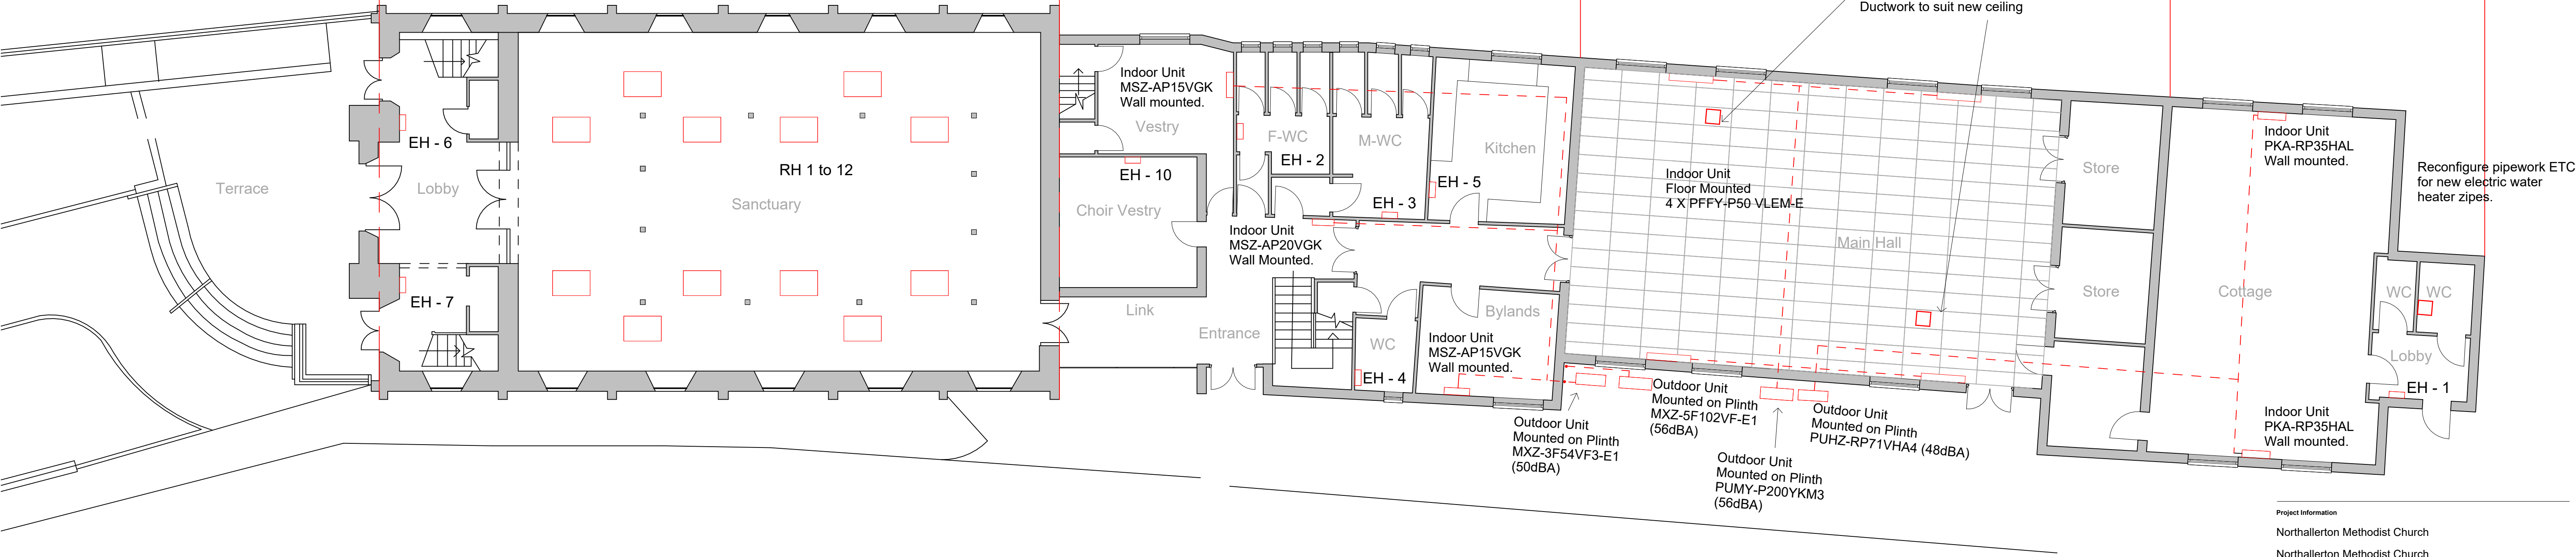 Ductwork to suit new ceiling
Terrace
EH - 6
Lobby
EH - 7
RH 1 to 12
Sanctuary
Indoor Unit
MSZ-AP15VGK
Wall mounted.
Vestry
EH - 10
Choir Vestry
Link
Entrance
F-WC
EH - 2
M-WC
EH - 3
Kitchen
EH - 5
Indoor Unit
MSZ-AP20VGK
Wall Mounted.
WC
EH - 4
Bylands
Indoor Unit
MSZ-AP15VGK
Wall mounted.
Indoor Unit
Floor Mounted
4 X PFFY-P50 VLEM-E
Main Hall
Store
Store
Outdoor Unit
Mounted on Plinth
MXZ-3F54VF3-E1
(50dBA)
Outdoor Unit
Mounted on Plinth
MXZ-5F102VF-E1
(56dBA)
Outdoor Unit
Mounted on Plinth
PUMY-P200YKM3
(56dBA)
Outdoor Unit
Mounted on Plinth
PUHZ-RP71VHA4 (48dBA)
Indoor Unit
PKA-RP35HAL
Wall mounted.
Cottage
Indoor Unit
PKA-RP35HAL
Wall mounted.
Reconfigure pipework ETC
for new electric water
heater zipes.
WC
WC
Lobby
EH - 1
Project Information
Northallerton Methodist Church
Northallerton Methodist Church